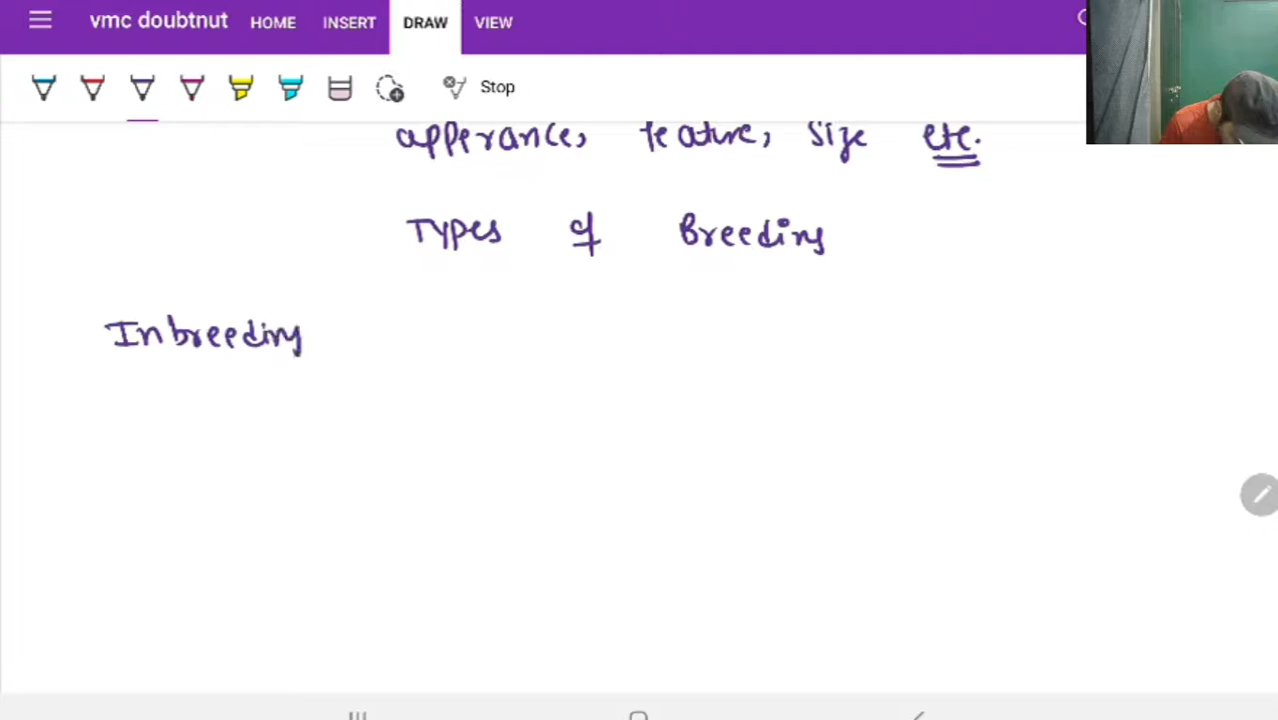 vmc doubtnut HOME INSERT DRAW VIEW
Stop
apperance, feature, size etc.
Types of Breeding
Inbreeding